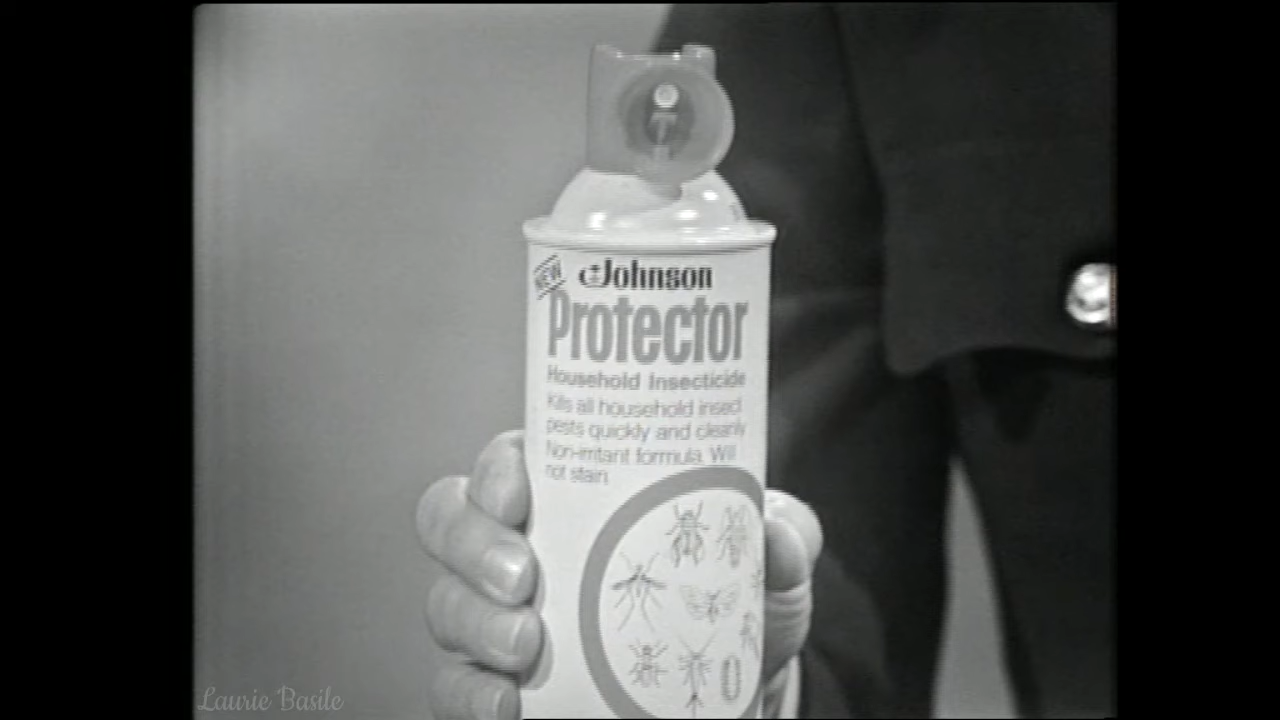 NEW
Johnson
Protector
Household Insecticide
Kills all household insect
pests quickly and cleanly
Non-irritant formula. Will
not stain.
Laurie Basile